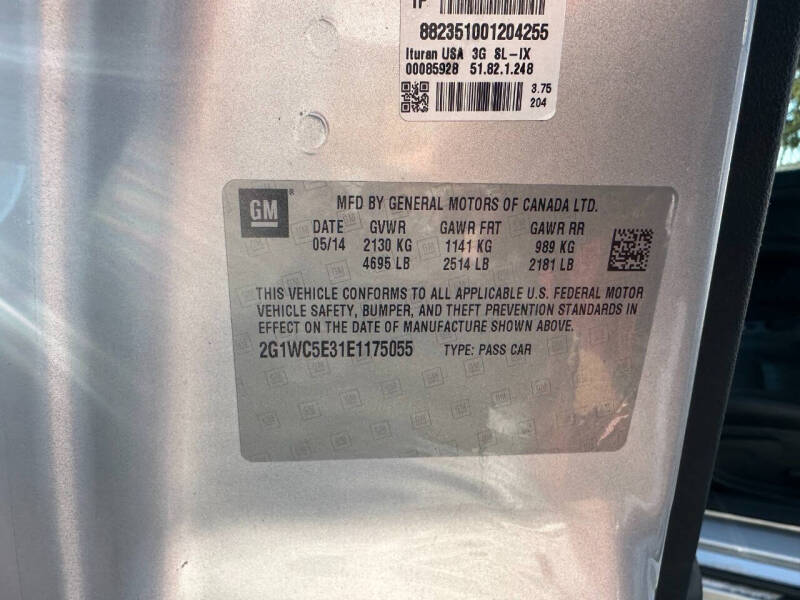 882351001204255
Ituran USA 3G SL-IX
00085928 51.82.1.248
3.75
204
GM
MFD BY GENERAL MOTORS OF CANADA LTD.
DATE GVWR GAWR FRT GAWR RR
05/14 2130 KG 1141 KG 989 KG
4695 LB 2514 LB 2181 LB
THIS VEHICLE CONFORMS TO ALL APPLICABLE U.S. FEDERAL MOTOR
VEHICLE SAFETY, BUMPER, AND THEFT PREVENTION STANDARDS IN
EFFECT ON THE DATE OF MANUFACTURE SHOWN ABOVE.
2G1WC5E31E1175055 TYPE: PASS CAR